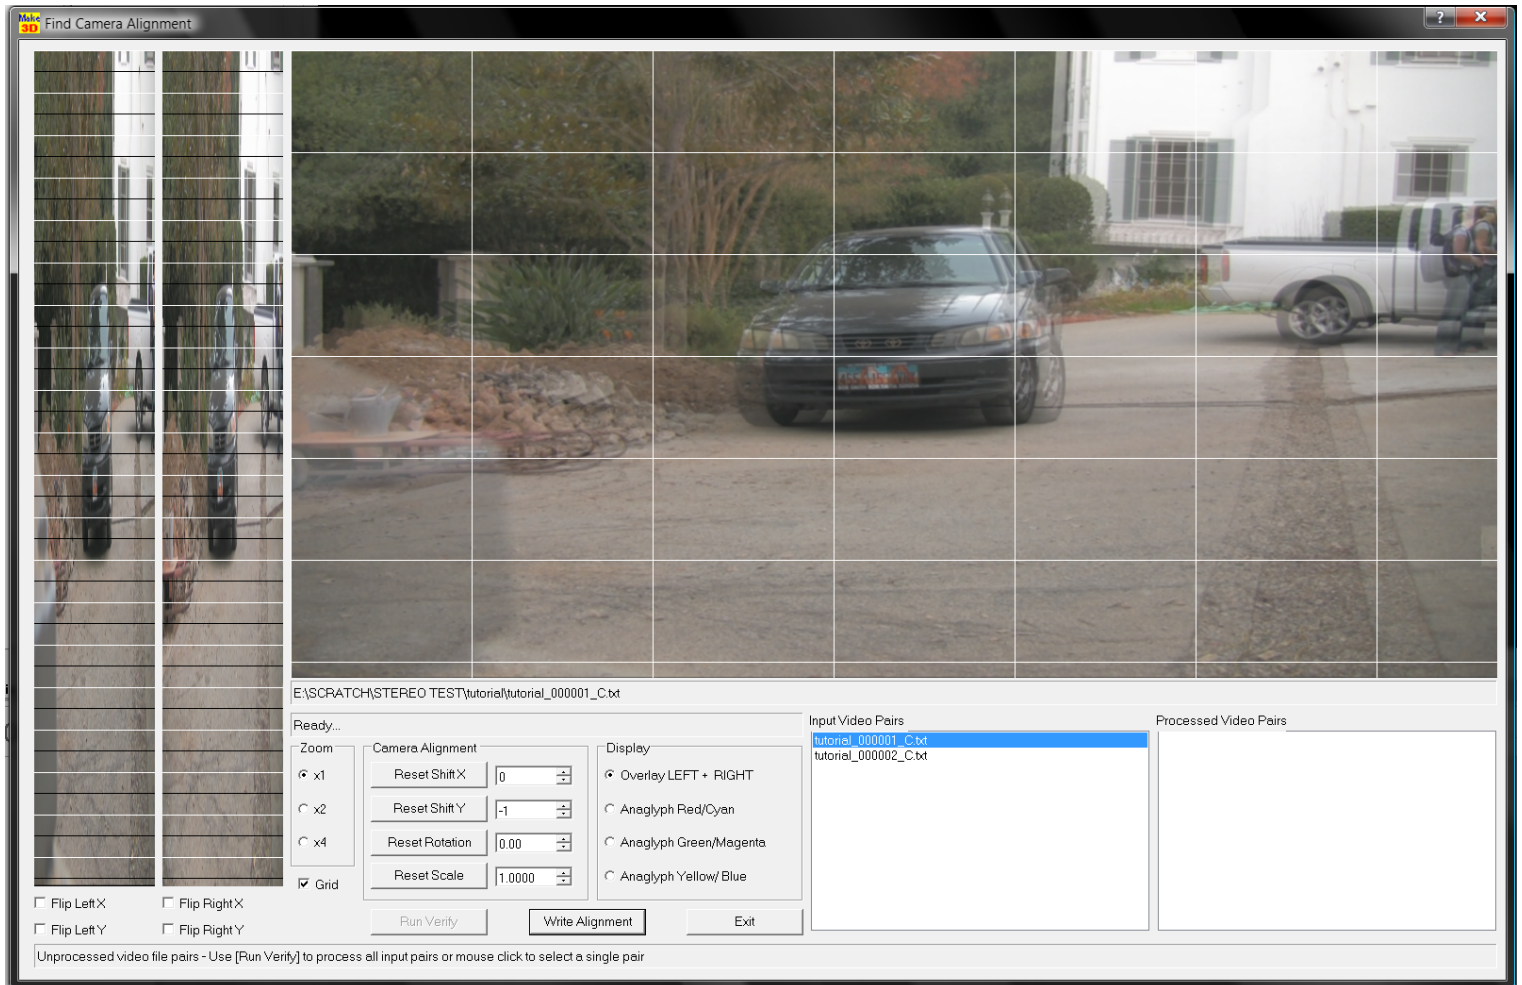 Make
3D
Find Camera Alignment
?
E:\SCRATCH\STEREO TEST\tutorial\tutorial_000001_C.txt
Ready...
Input Video Pairs
Processed Video Pairs
tutorial_000001_C.txt
tutorial_000002_C.txt
Zoom
x1
x2
x4
Grid
Camera Alignment
Reset Shift X
0
Reset Shift Y
-1
Reset Rotation
0.00
Reset Scale
1.0000
Display
Overlay LEFT + RIGHT
Anaglyph Red/Cyan
Anaglyph Green/Magenta
Anaglyph Yellow/ Blue
Flip Left X
Flip Right X
Flip Left Y
Flip Right Y
Run Verify
Write Alignment
Exit
Unprocessed video file pairs - Use [Run Verify] to process all input pairs or mouse click to select a single pair